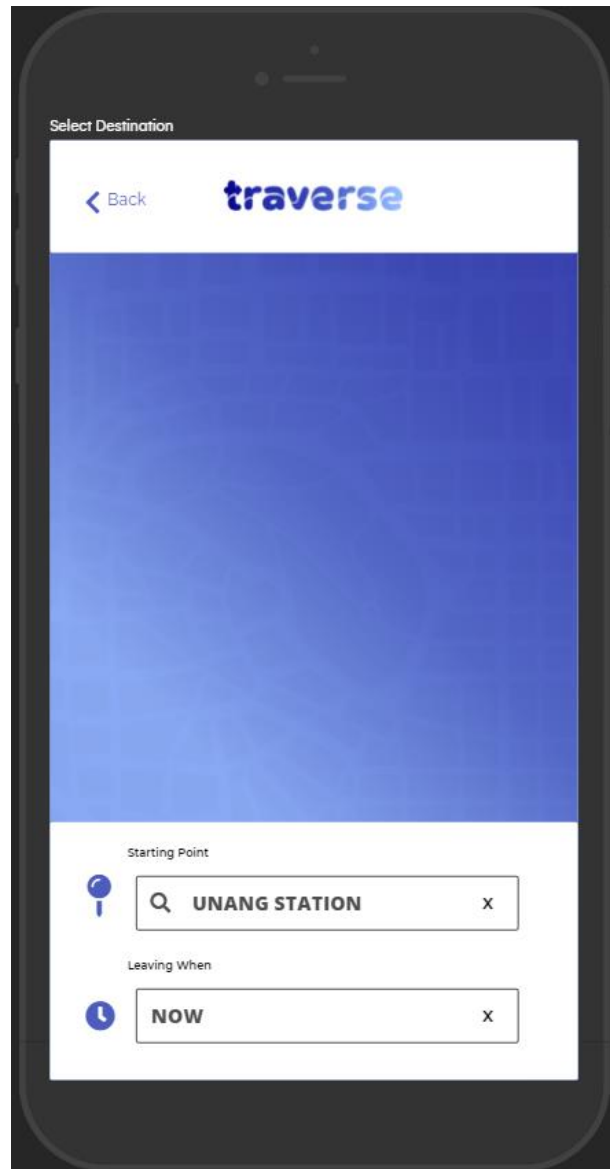 Select Destination
Back
traverse
Starting Point
UNANG STATION x
Leaving When
NOW x